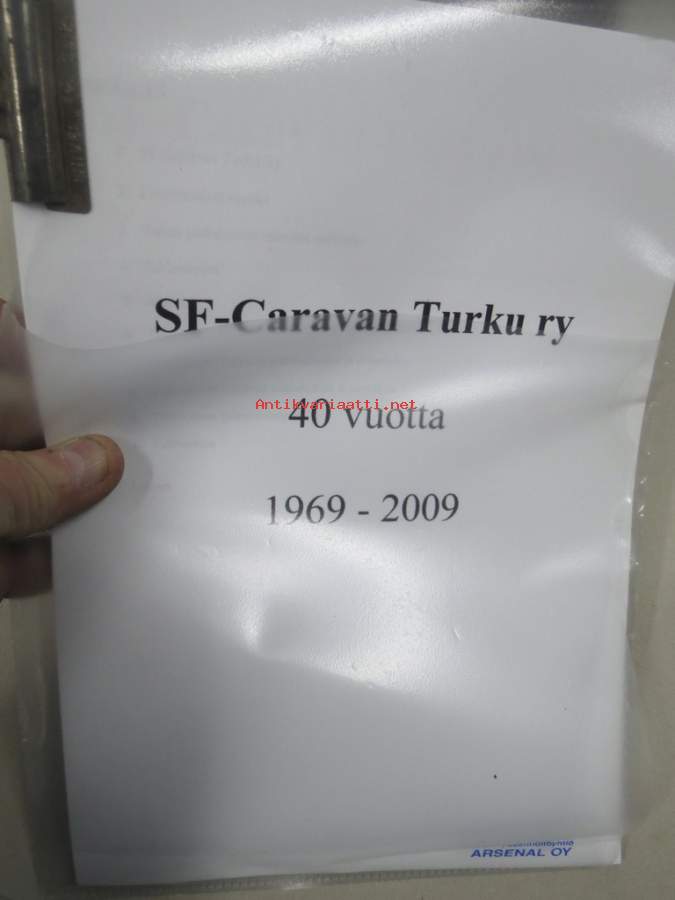 SF-Caravan Turku ry
Antikvariaatti.net
40 vuotta
1969 - 2009
ARSENAL OY